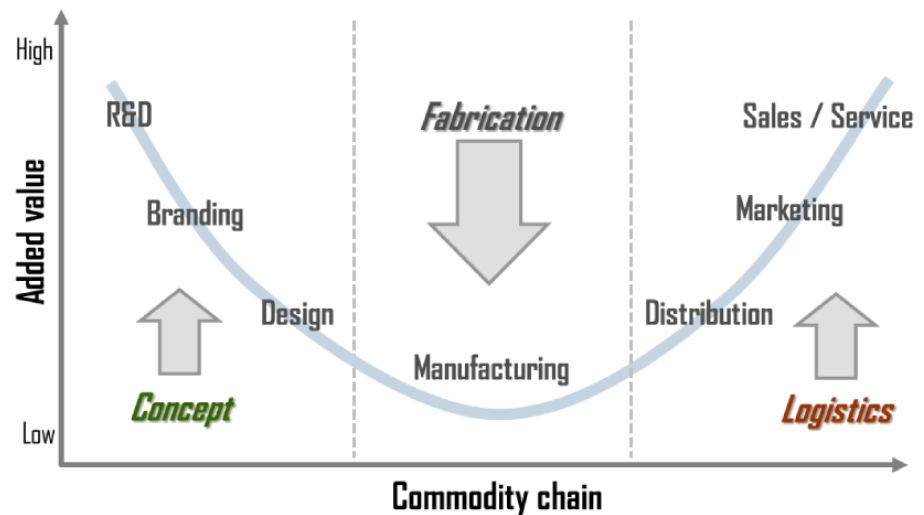 High
R&D
Fabrication
Sales / Service
Branding
Marketing
Added value
Design
Distribution
Manufacturing
Concept
Logistics
Low
Commodity chain